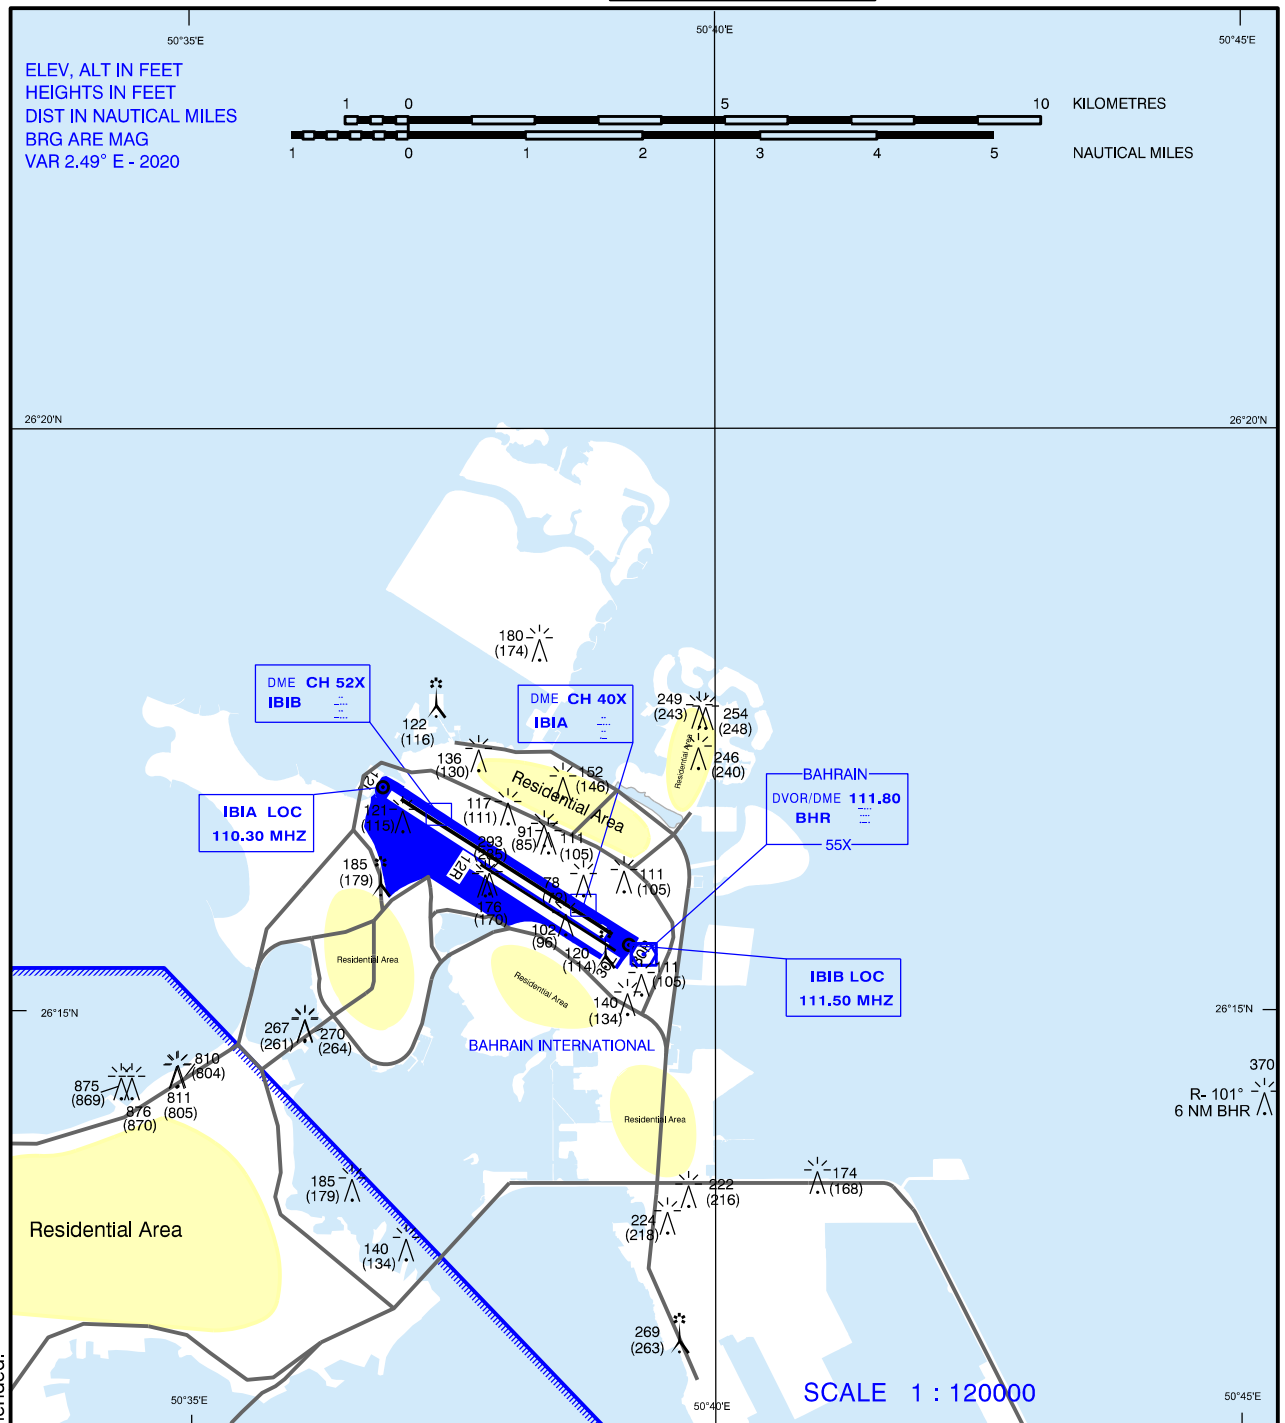 50°35'E
50°40'E
50°45'E
ELEV, ALT IN FEET
HEIGHTS IN FEET
DIST IN NAUTICAL MILES
BRG ARE MAG
VAR 2.49° E - 2020
1 0 5 10 KILOMETRES
1 0 1 2 3 4 5 NAUTICAL MILES
26°20'N
26°20'N
180
(174)
DME CH 52X
IBIB
DME CH 40X
IBIA
249
(243)
254
(248)
246
(240)
Residential Area
122
(116)
136
(130)
152
(146)
Residential Area
BAHRAIN
DVOR/DME 111.80
BHR
55X
IBIA LOC
110.30 MHZ
121
(115)
117
(111)
91
(85)
111
(105)
293
12R
185
(179)
176
(170)
78
111
(105)
102
(96)
120
(114)
111
(105)
140
(134)
IBIB LOC
111.50 MHZ
Residential Area
Residential Area
26°15'N
26°15'N
267
(261)
270
(264)
BAHRAIN INTERNATIONAL
810
(804)
811
(805)
875
(869)
876
(870)
370
R- 101°
6 NM BHR
Residential Area
185
(179)
222
(216)
174
(168)
224
(218)
Residential Area
140
(134)
269
(263)
SCALE 1 : 120000
50°35'E
50°40'E
50°45'E